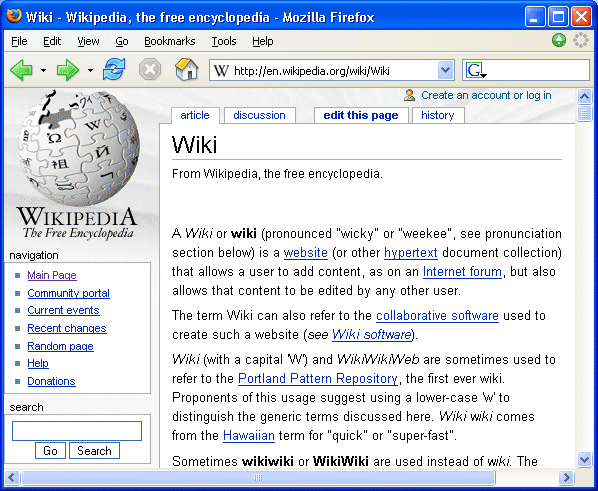 Wiki - Wikipedia, the free encyclopedia - Mozilla Firefox
File Edit View Go Bookmarks Tools Help
W http://en.wikipedia.org/wiki/Wiki G
Create an account or log in
article discussion edit this page history
Wiki
From Wikipedia, the free encyclopedia.
WIKIPEDIA
The Free Encyclopedia
navigation
Main Page
Community portal
Current events
Recent changes
Random page
Help
Donations
search
Go Search
A Wiki or wiki (pronounced "wicky" or "weekee", see pronunciation
section below) is a website (or other hypertext document collection)
that allows a user to add content, as on an Internet forum, but also
allows that content to be edited by any other user.
The term Wiki can also refer to the collaborative software used to
create such a website (see Wiki software).
Wiki (with a capital 'W') and WikiWikiWeb are sometimes used to
refer to the Portland Pattern Repository, the first ever wiki.
Proponents of this usage suggest using a lower-case 'w' to
distinguish the generic terms discussed here. Wiki wiki comes
from the Hawaiian term for "quick" or "super-fast".
Sometimes wikiwiki or WikiWiki are used instead of wiki. The